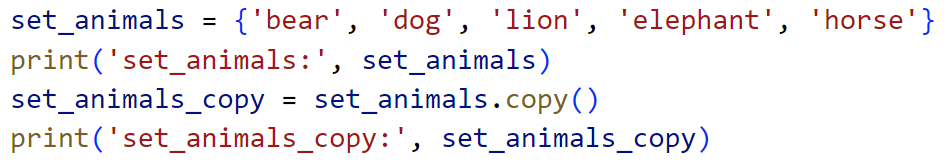 set_animals = {'bear', 'dog', 'lion', 'elephant', 'horse'}
print('set_animals:', set_animals)
set_animals_copy = set_animals.copy()
print('set_animals_copy:', set_animals_copy)